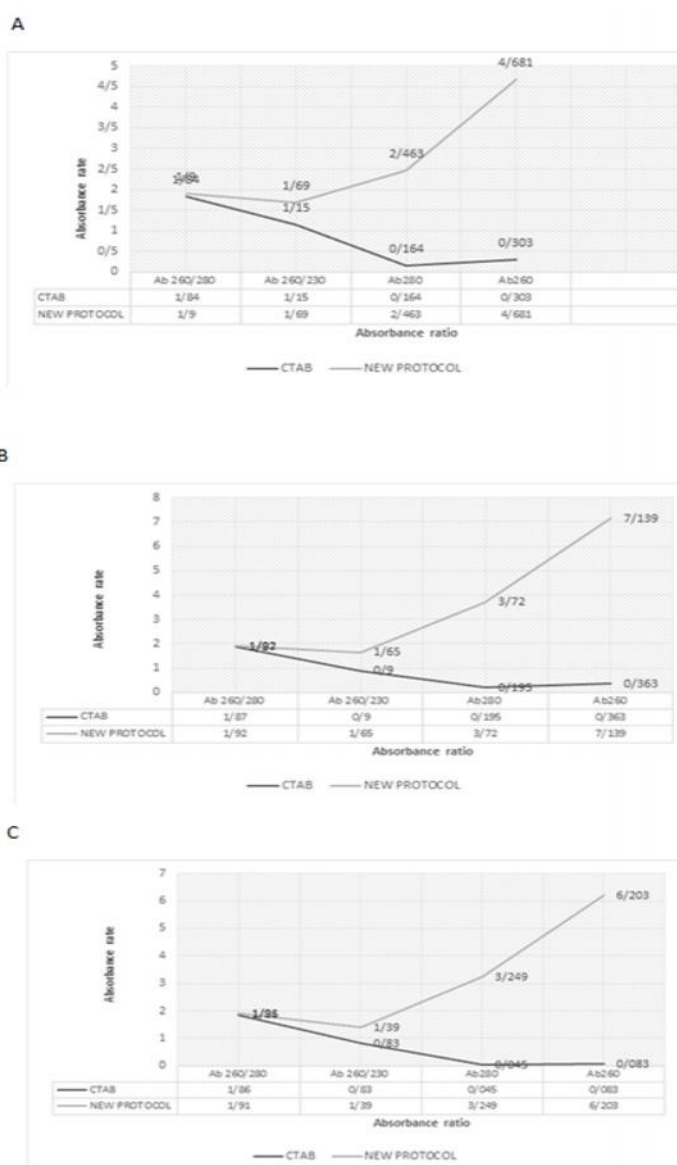 A
5
4/5
4
3/5
3
2/5
2
1/5
1
0/5
0
Absorbance rate
4/681
2/463
1/69
1/15
0/164
0/303
Ab 260/280 Ab 260/230 Ab280 Ab260
CTAB 1/84 1/15 0/164 0/303
NEW PROTOCOL 1/9 1/69 2/463 4/681
Absorbance ratio
CTAB NEW PROTOCOL
B
8
7
6
5
4
3
2
1
0
Absorbance rate
7/139
3/72
1/65
0/9
0/195
0/363
Ab 260/280 Ab 260/230 Ab280 Ab260
CTAB 1/87 0/9 0/195 0/363
NEW PROTOCOL 1/92 1/65 3/72 7/139
Absorbance ratio
CTAB NEW PROTOCOL
C
7
6
5
4
3
2
1
0
Absorbance rate
6/203
3/249
1/39
0/83
0/045
0/083
Ab 260/280 Ab 260/230 Ab280 Ab260
CTAB 1/86 0/83 0/045 0/083
NEW PROTOCOL 1/91 1/39 3/249 6/203
Absorbance ratio
CTAB NEW PROTOCOL